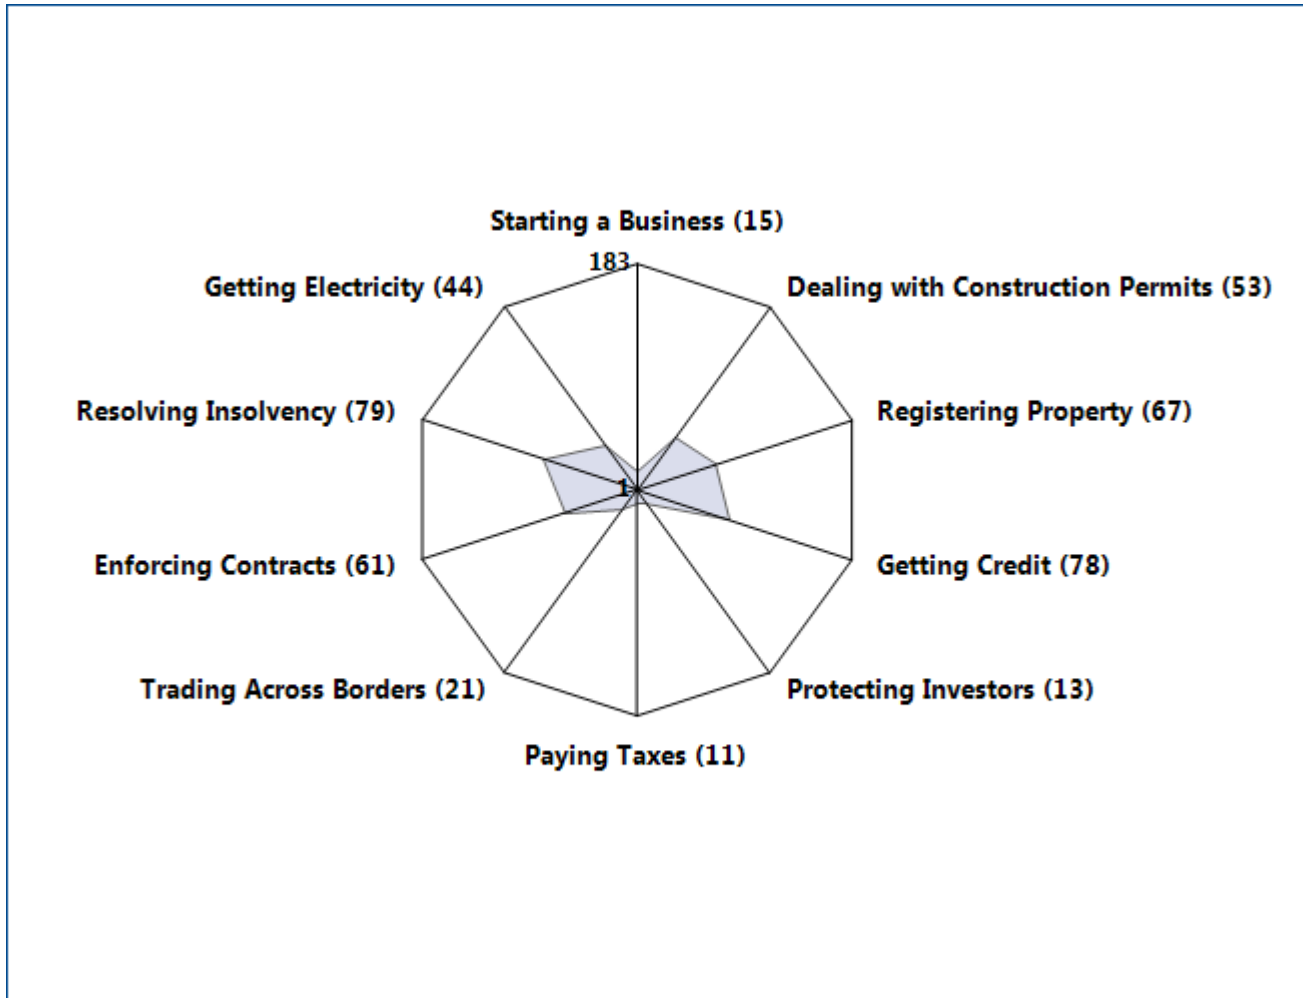 Starting a Business (15)
183
Getting Electricity (44)
Dealing with Construction Permits (53)
Resolving Insolvency (79)
Registering Property (67)
1
Enforcing Contracts (61)
Getting Credit (78)
Trading Across Borders (21)
Protecting Investors (13)
Paying Taxes (11)